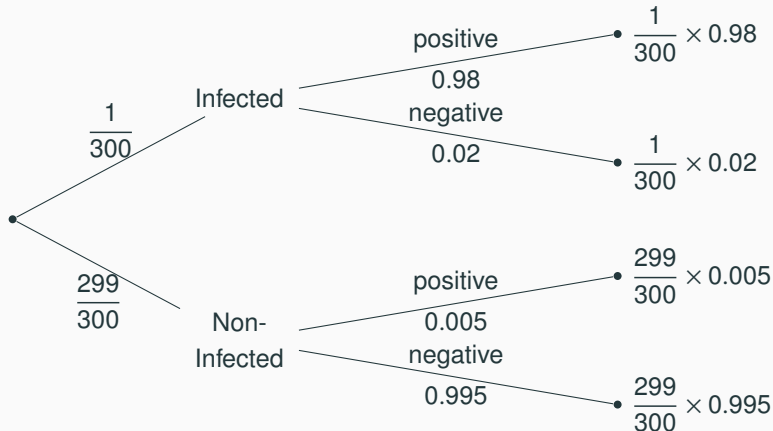 positive
1/300 × 0.98
0.98
Infected
negative
1/300
0.02
1/300 × 0.02
299/300
positive
299/300 × 0.005
0.005
Non-
Infected
negative
0.995
299/300 × 0.995